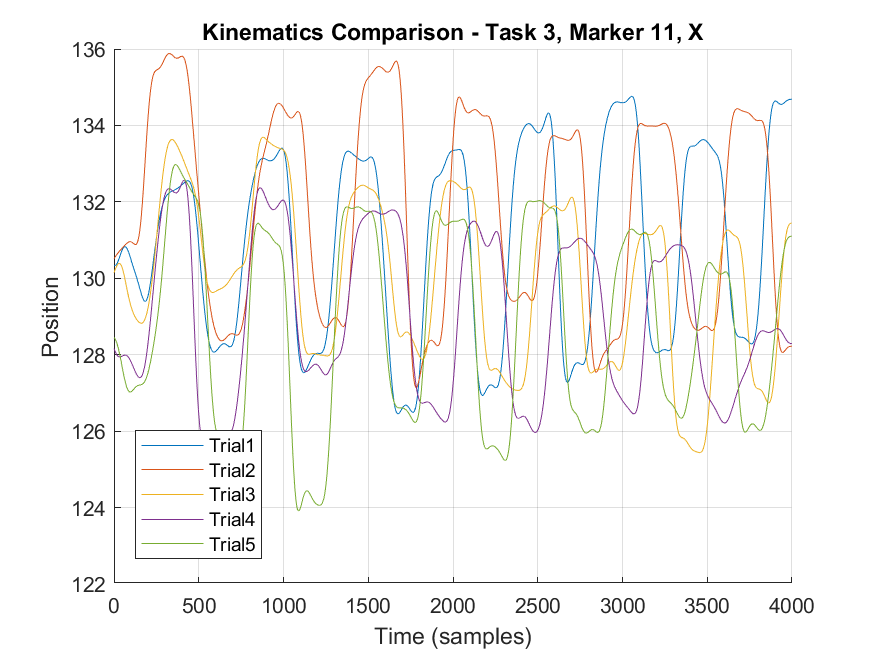 Kinematics Comparison - Task 3, Marker 11, X
136
134
132
130
128
126
124
122
Position
Trial1
Trial2
Trial3
Trial4
Trial5
0 500 1000 1500 2000 2500 3000 3500 4000
Time (samples)